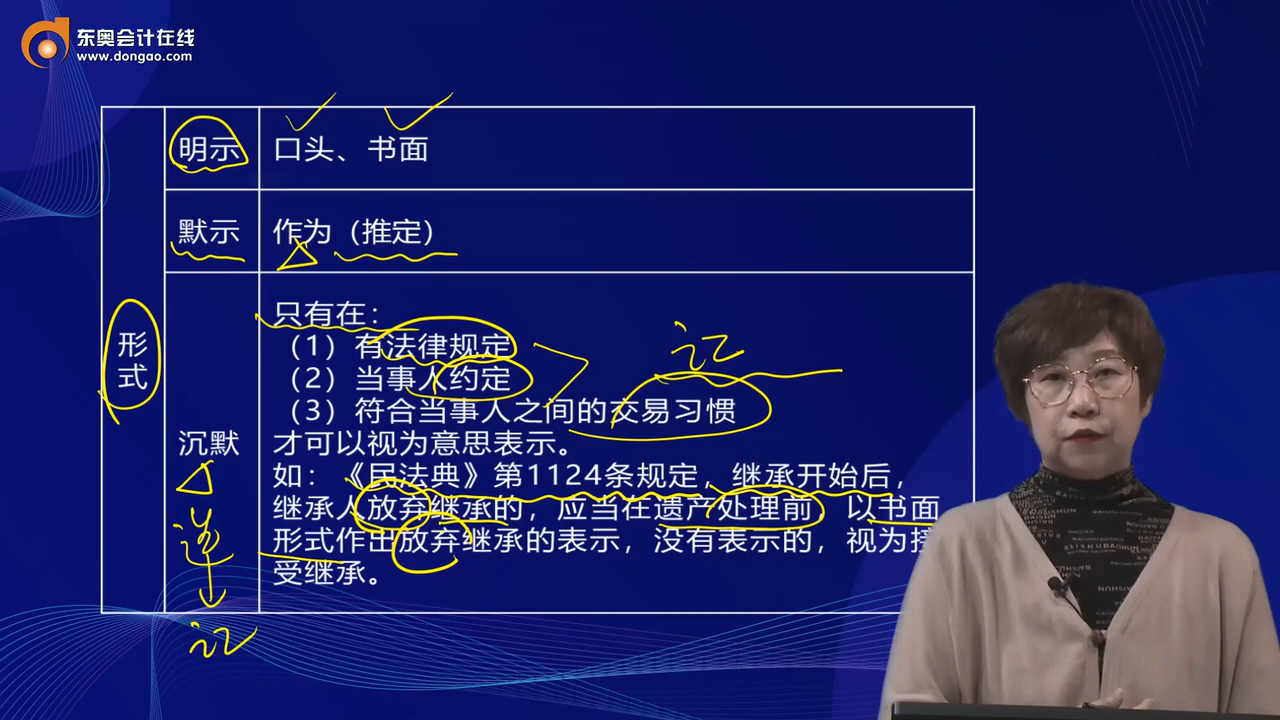 东奥会计在线
www.dongao.com
明示
口头、书面
默示
作为（推定）
形式
沉默
只有在：
（1）有法律规定
（2）当事人约定
（3）符合当事人之间的交易习惯
才可以视为意思表示。
如：《民法典》第1124条规定，继承开始后，
继承人放弃继承的，应当在遗产处理前，以书面
形式作出放弃继承的表示，没有表示的，视为接
受继承。
记
记